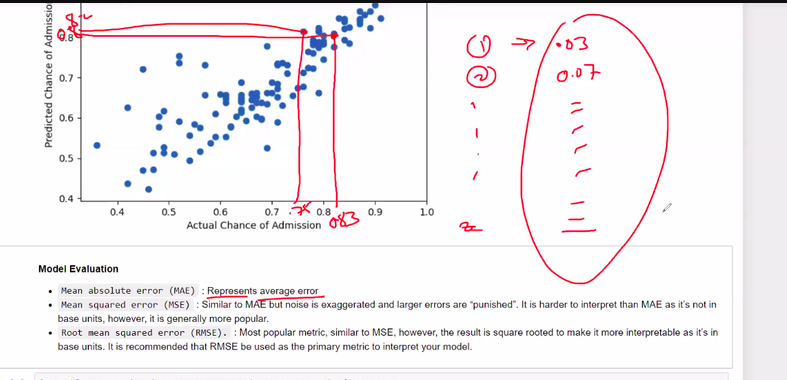 Predicted Chance of Admissio
0.8
0.7
0.6
0.5
0.4
0.4 0.5 0.6 0.7 0.8 0.9 1.0
.75 0.83
Actual Chance of Admission
① → .03
② 0.07
Model Evaluation
Mean absolute error (MAE) : Represents average error
Mean squared error (MSE) : Similar to MAE but noise is exaggerated and larger errors are “punished”. It is harder to interpret than MAE as it’s not in
base units, however, it is generally more popular.
Root mean squared error (RMSE). : Most popular metric, similar to MSE, however, the result is square rooted to make it more interpretable as it’s in
base units. It is recommended that RMSE be used as the primary metric to interpret your model.